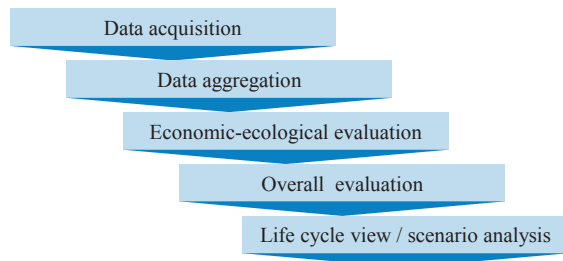 Data acquisition
Data aggregation
Economic-ecological evaluation
Overall evaluation
Life cycle view / scenario analysis